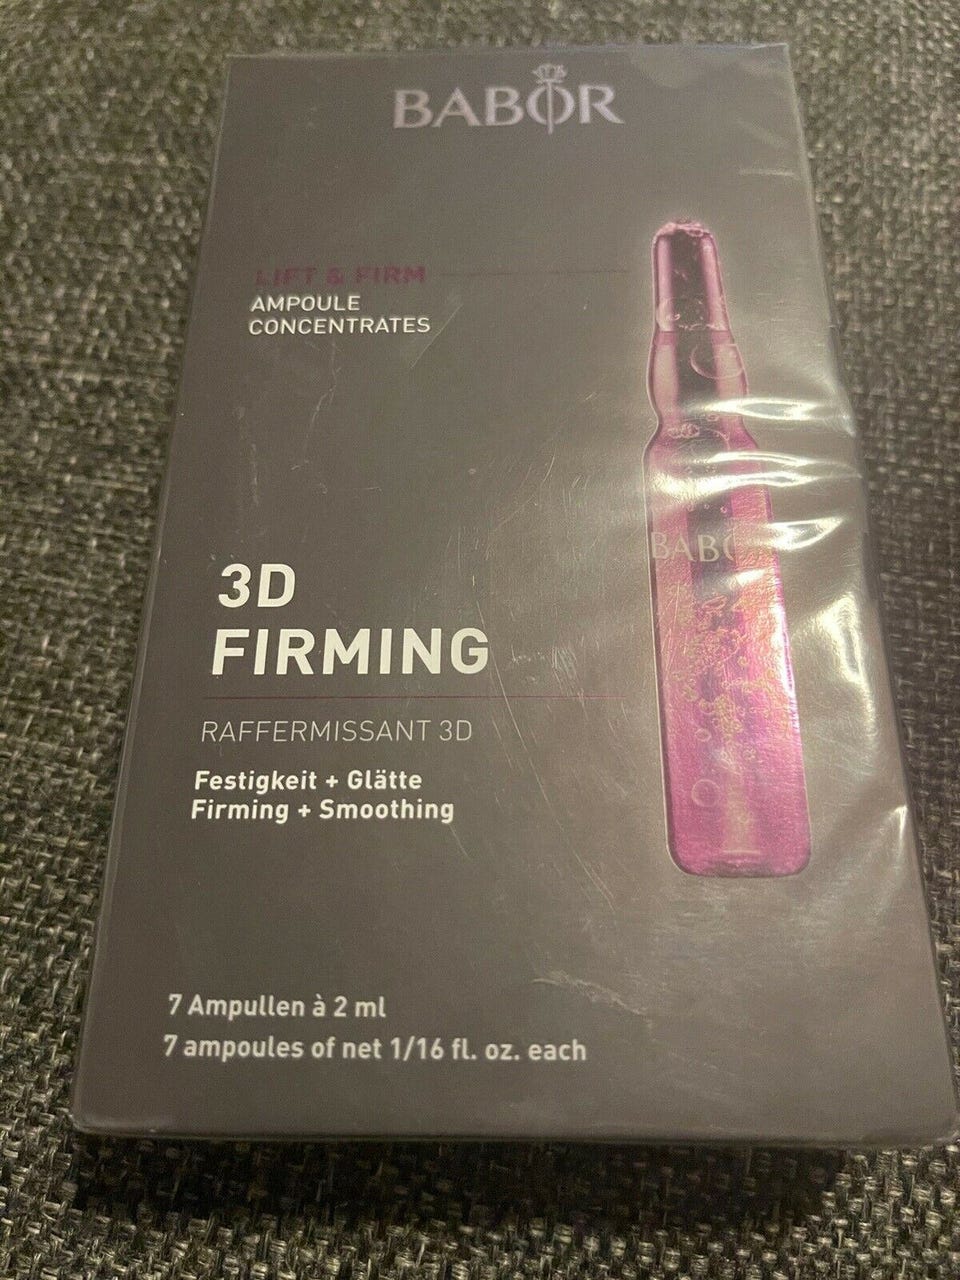 BABOR
LIFT & FIRM
AMPOULE
CONCENTRATES
BABO
3D
FIRMING
RAFFERMISSANT 3D
Festigkeit + Glätte
Firming + Smoothing
7 Ampullen à 2 ml
7 ampoules of net 1/16 fl. oz. each